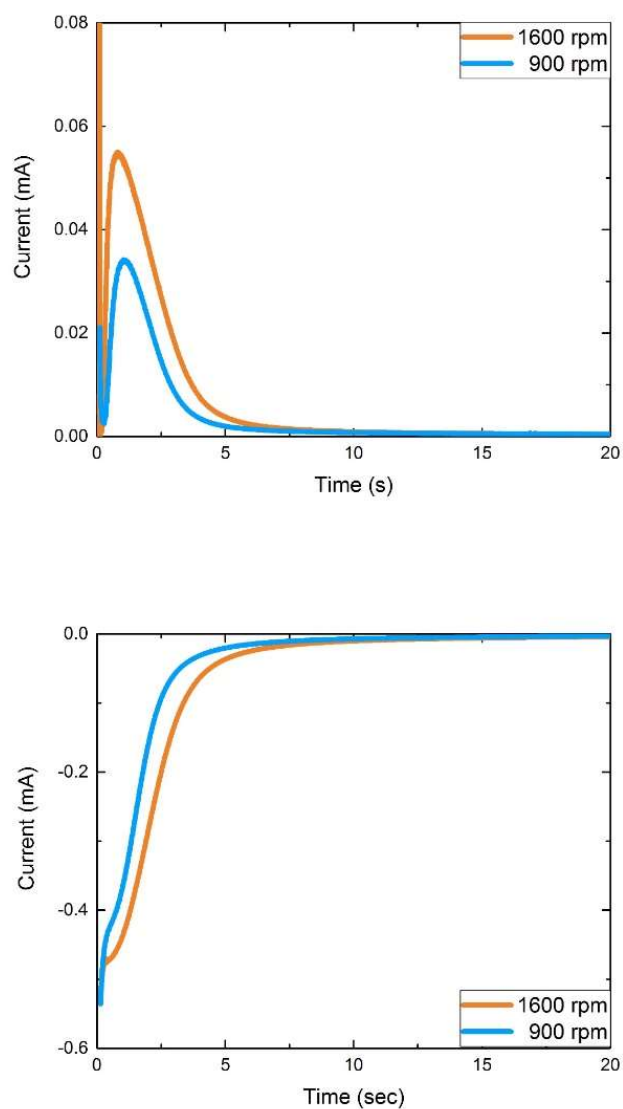 0.08
1600 rpm
900 rpm
0.06
Current (mA)
0.04
0.02
0.00
0 5 10 15 20
Time (s)
0.0
-0.2
Current (mA)
-0.4
1600 rpm
900 rpm
-0.6
0 5 10 15 20
Time (sec)